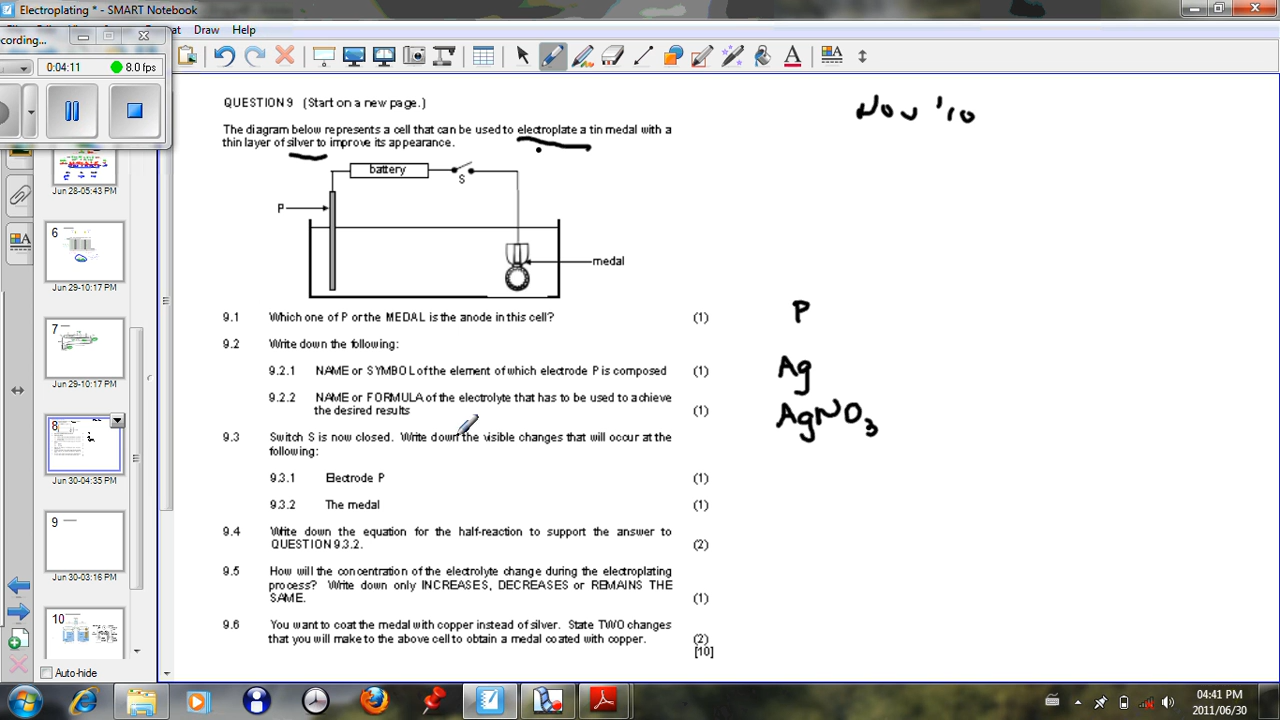 Electroplating * - SMART Notebook
Draw
Help
cording...
0:04:11
8.0 fps
Jun 28-05:43 PM
6
Jun 29-10:17 PM
7
Jun 29-10:17 PM
8
Jun 30-04:35 PM
9
Jun 30-03:16 PM
10
Auto-hide
QUESTION 9 (Start on a new page.)
Nov '10
The diagram below represents a cell that can be used to electroplate a tin medal with a
thin layer of silver to improve its appearance.
battery
S
P
medal
9.1 Which one of P or the MEDAL is the anode in this cell? (1)
P
9.2 Write down the following:
9.2.1 NAME or SYMBOL of the element of which electrode P is composed (1)
Ag
9.2.2 NAME or FORMULA of the electrolyte that has to be used to achieve
the desired results (1)
AgNO3
9.3 Switch S is now closed. Write down the visible changes that will occur at the
following:
9.3.1 Electrode P (1)
9.3.2 The medal (1)
9.4 Write down the equation for the half-reaction to support the answer to
QUESTION 9.3.2. (2)
9.5 How will the concentration of the electrolyte change during the electroplating
process? Write down only INCREASES, DECREASES or REMAINS THE
SAME. (1)
9.6 You want to coat the medal with copper instead of silver. State TWO changes
that you will make to the above cell to obtain a medal coated with copper. (2)
[10]
04:41 PM
2011/06/30